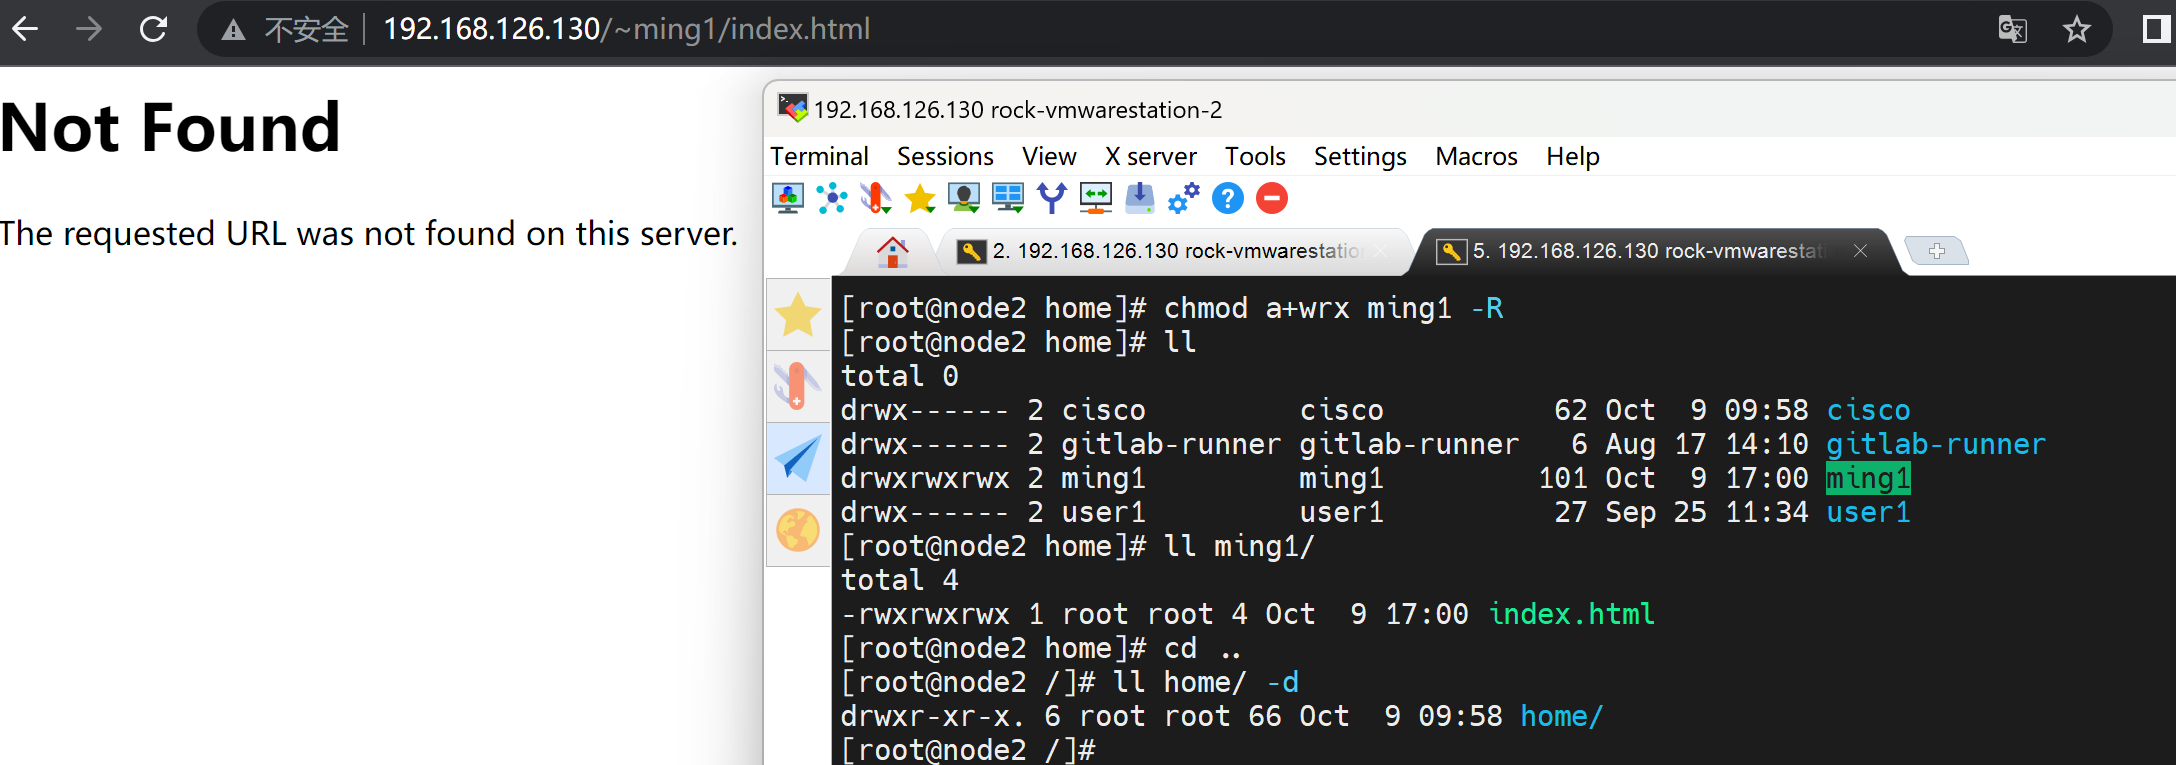 不安全 192.168.126.130/~ming1/index.html
Not Found
The requested URL was not found on this server.
192.168.126.130 rock-vmwarestation-2
Terminal Sessions View X server Tools Settings Macros Help
2. 192.168.126.130 rock-vmwarestatio
5. 192.168.126.130 rock-vmwarestati
[root@node2 home]# chmod a+wrx ming1 -R
[root@node2 home]# ll
total 0
drwx------ 2 cisco         cisco          62 Oct  9 09:58 cisco
drwx------ 2 gitlab-runner gitlab-runner   6 Aug 17 14:10 gitlab-runner
drwxrwxrwx 2 ming1         ming1         101 Oct  9 17:00 ming1
drwx------ 2 user1         user1          27 Sep 25 11:34 user1
[root@node2 home]# ll ming1/
total 4
-rwxrwxrwx 1 root root 4 Oct  9 17:00 index.html
[root@node2 home]# cd ..
[root@node2 /]# ll home/ -d
drwxr-xr-x. 6 root root 66 Oct  9 09:58 home/
[root@node2 /]#